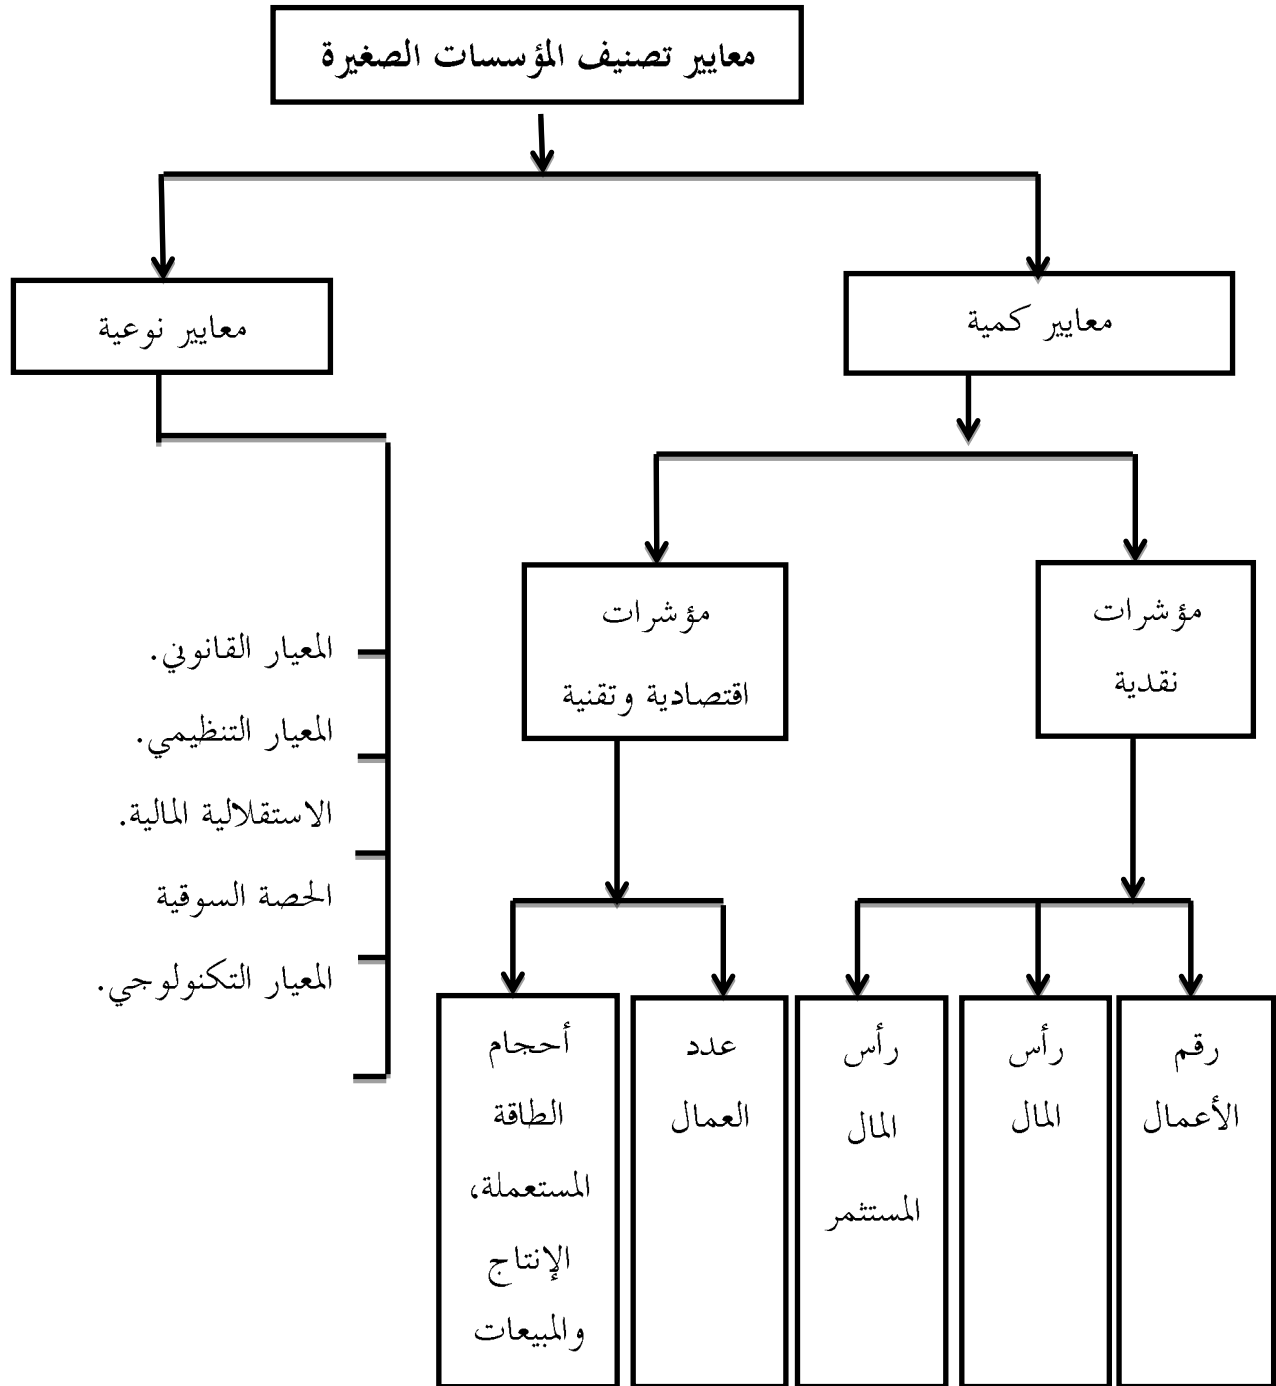 معايير تصنيف المؤسسات الصغيرة
معايير كمية
معايير نوعية
مؤشرات
نقدية
مؤشرات
اقتصادية وتقنية
رقم
الأعمال
رأس
المال
رأس
المال
المستثمر
عدد
العمال
أحجام
الطاقة
المستعملة،
الإنتاج
والمبيعات
المعيار القانوني.
المعيار التنظيمي.
الاستقلالية المالية.
الحصة السوقية
المعيار التكنولوجي.